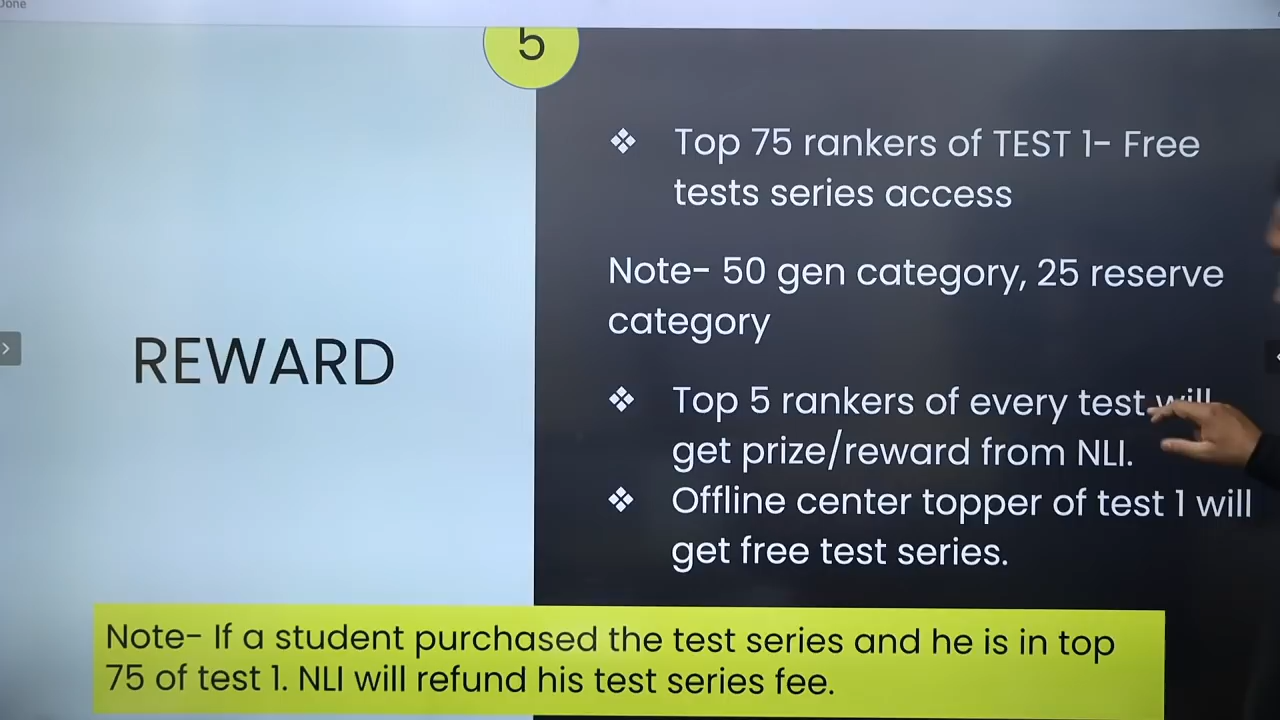 Done
5
❖ Top 75 rankers of TEST 1- Free
tests series access
Note- 50 gen category, 25 reserve
category
REWARD
❖ Top 5 rankers of every test will
get prize/reward from NLI.
❖ Offline center topper of test 1 will
get free test series.
Note- If a student purchased the test series and he is in top
75 of test 1. NLI will refund his test series fee.